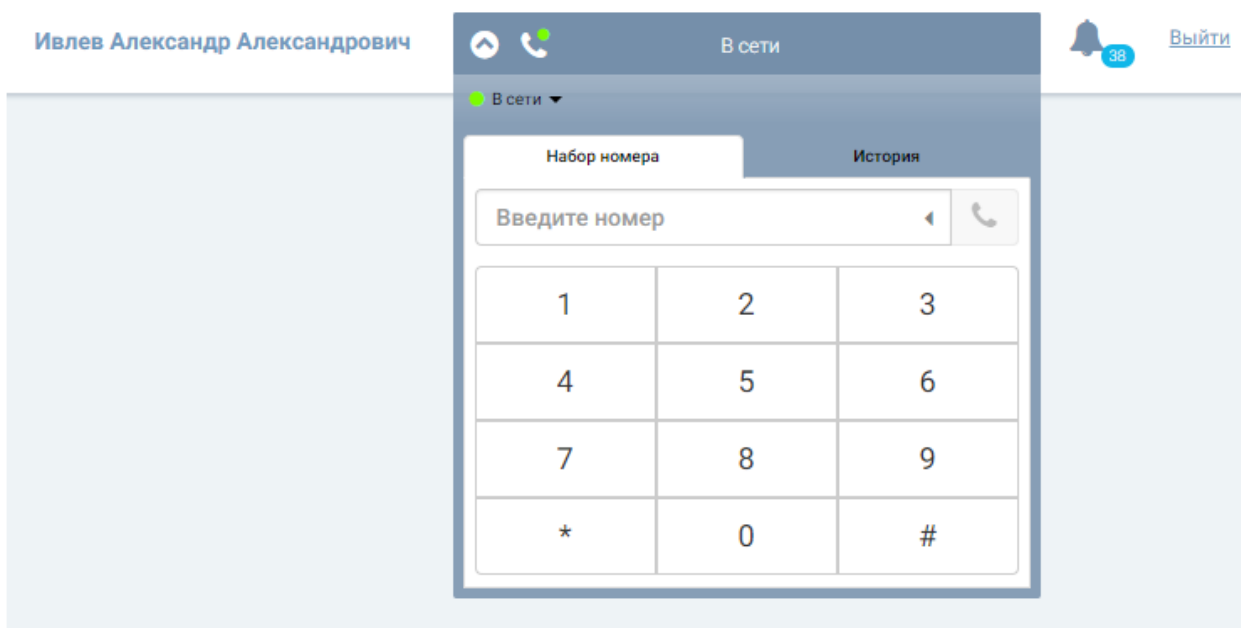 Ивлев Александр Александрович
В сети
38
Выйти
В сети
Набор номера
История
Введите номер
1 2 3
4 5 6
7 8 9
* 0 #